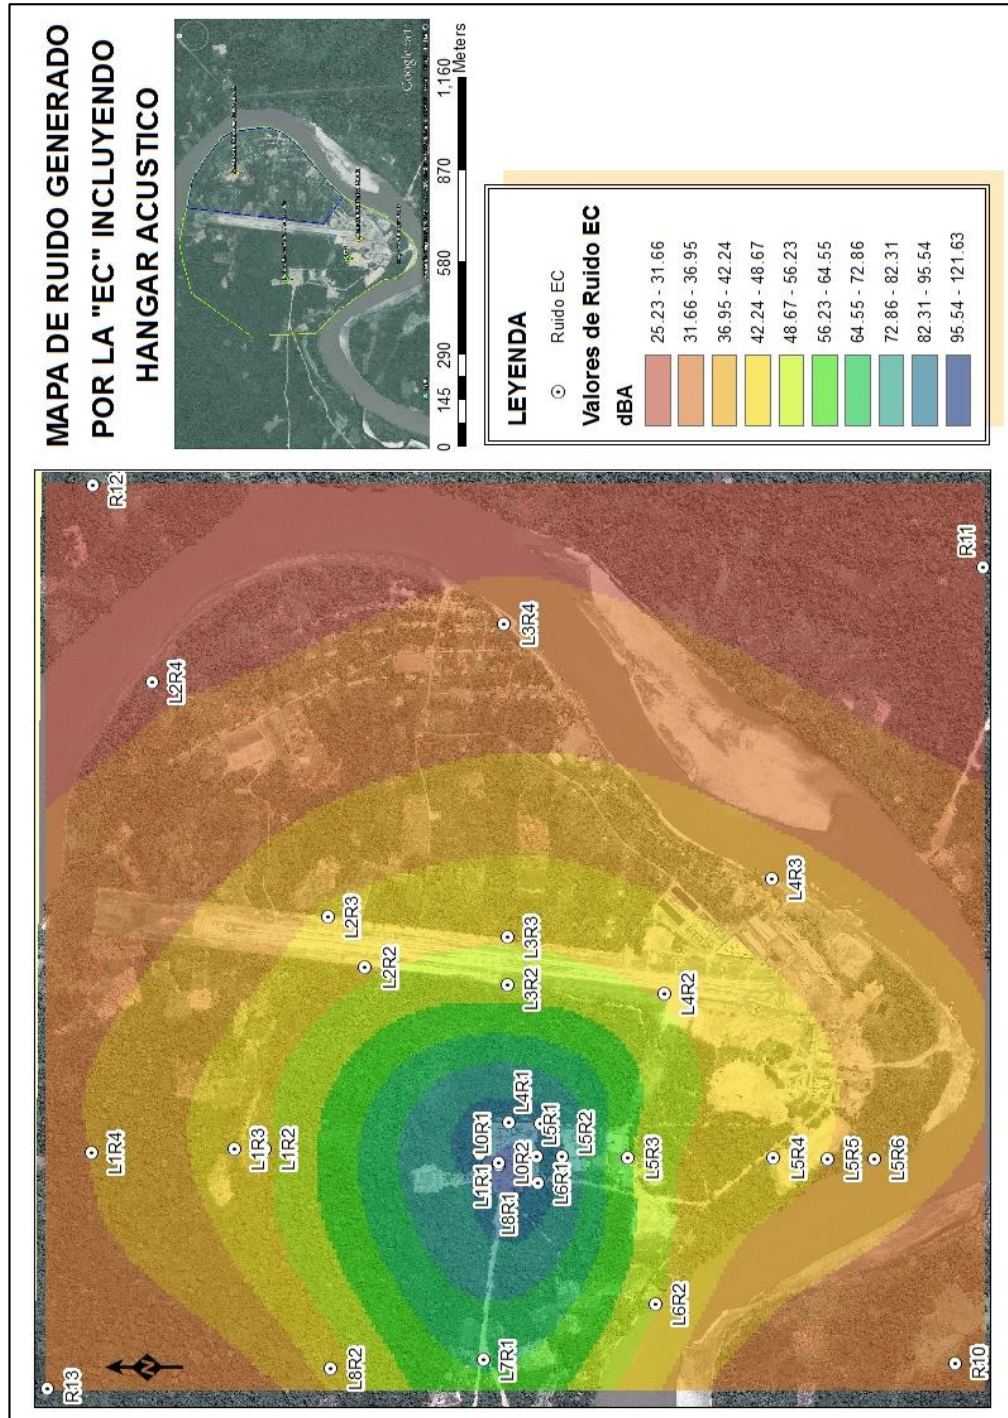 MAPA DE RUIDO GENERADO
POR LA "EC" INCLUYENDO
HANGAR ACUSTICO
Google earth
0 145 290 580 870 1,160
Meters
LEYENDA
Ruido EC
Valores de Ruido EC
dBA
25.23 - 31.66
31.66 - 36.95
36.95 - 42.24
42.24 - 48.67
48.67 - 56.23
56.23 - 64.55
64.55 - 72.86
72.86 - 82.31
82.31 - 95.54
95.54 - 121.63
R13
L1R4
R12
L2R4
L1R3
L1R2
L8R2
L2R3
L2R2
L7R1
L1R1
L0R1
L8R1
L0R2
L4R1
L6R1
L5R1
L5R2
L3R2
L3R3
L3R4
L5R3
L6R2
L4R2
L5R4
L4R3
L5R5
L5R6
R10
R11
N